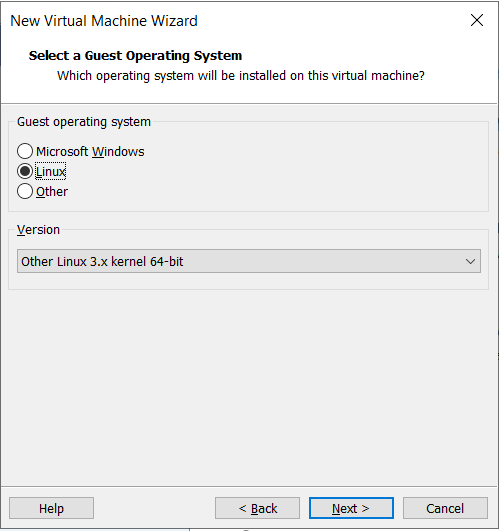 New Virtual Machine Wizard
Select a Guest Operating System
Which operating system will be installed on this virtual machine?
Guest operating system
Microsoft Windows
Linux
Other
Version
Other Linux 3.x kernel 64-bit
Help
< Back
Next >
Cancel